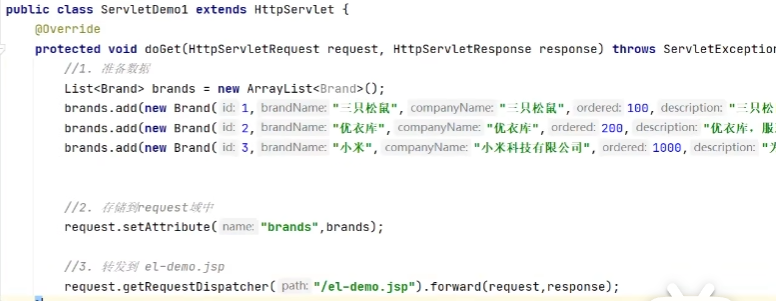 public class ServletDemo1 extends HttpServlet {
@Override
protected void doGet(HttpServletRequest request, HttpServletResponse response) throws ServletException
//1. 准备数据
List<Brand> brands = new ArrayList<Brand>();
brands.add(new Brand( id: 1, brandName: "三只松鼠", companyName: "三只松鼠", ordered: 100, description: "三只松
brands.add(new Brand( id: 2, brandName: "优衣库", companyName: "优衣库", ordered: 200, description: "优衣库，服
brands.add(new Brand( id: 3, brandName: "小米", companyName: "小米科技有限公司", ordered: 1000, description: "为
//2. 存储到request域中
request.setAttribute( name: "brands",brands);
//3. 转发到 el-demo.jsp
request.getRequestDispatcher( path: "/el-demo.jsp").forward(request,response);